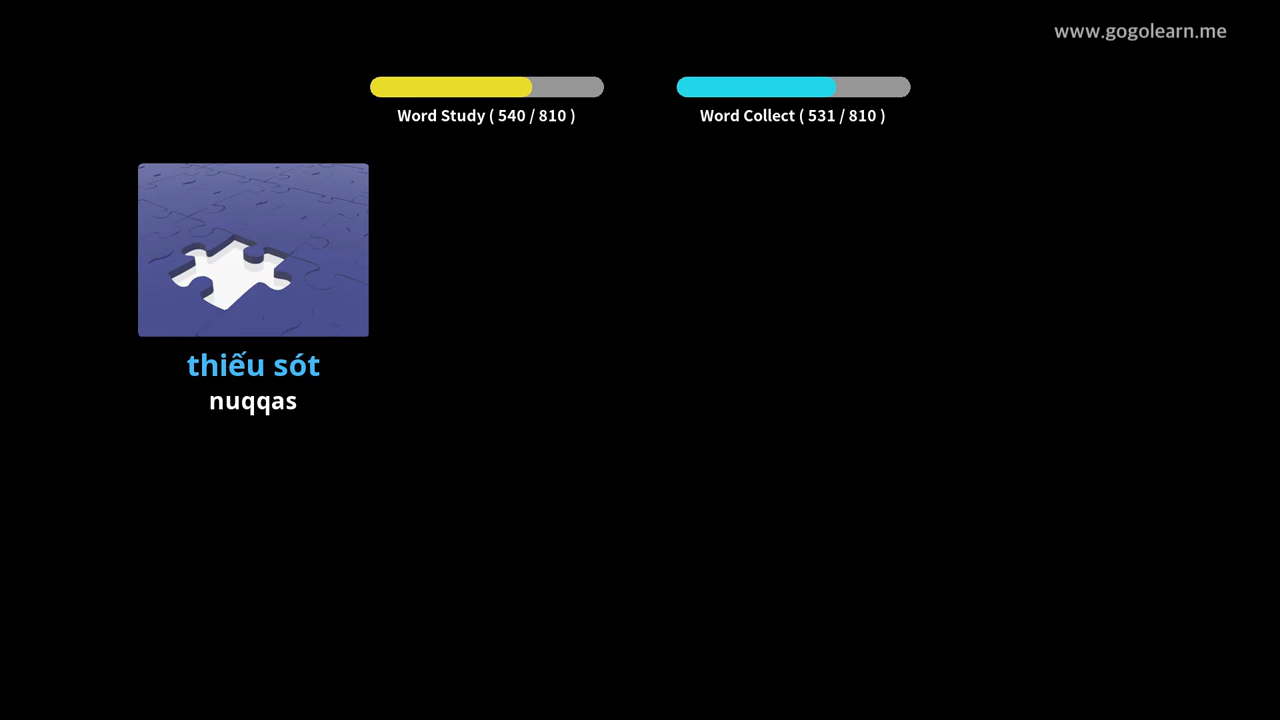 www.gogolearn.me
Word Study ( 540 / 810 )
Word Collect ( 531 / 810 )
thiếu sót
nuqqas